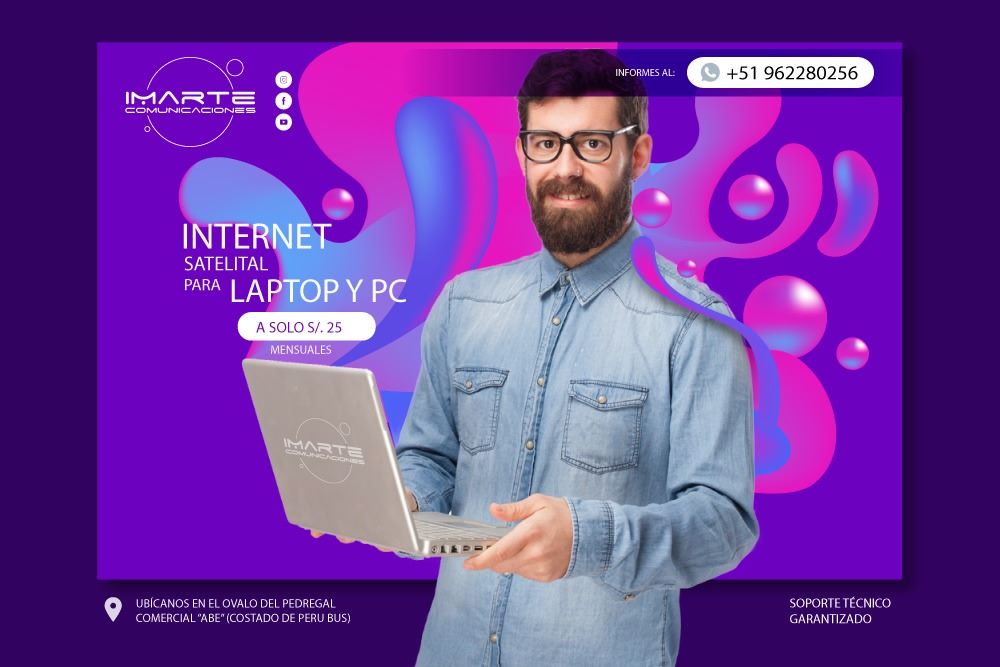 IMARTE
COMUNICACIONES
INFORMES AL:
+51 962280256
INTERNET
SATELITAL
PARA LAPTOP Y PC
A SOLO S/. 25
MENSUALES
IMARTE
COMUNICACIONES
UBÍCANOS EN EL OVALO DEL PEDREGAL
COMERCIAL “ABE” (COSTADO DE PERU BUS)
SOPORTE TÉCNICO
GARANTIZADO